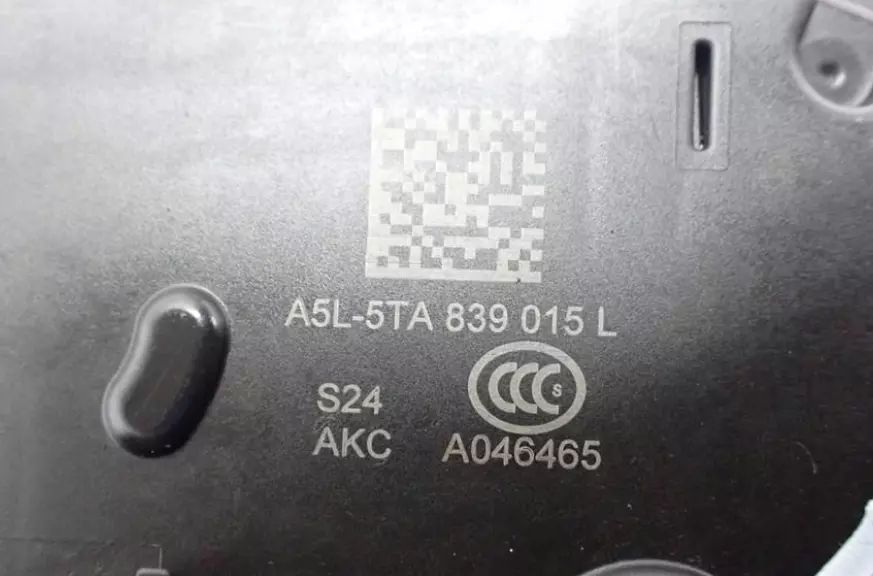 A5L-5TA 839 015 L
S24
CCC S
AKC A046465